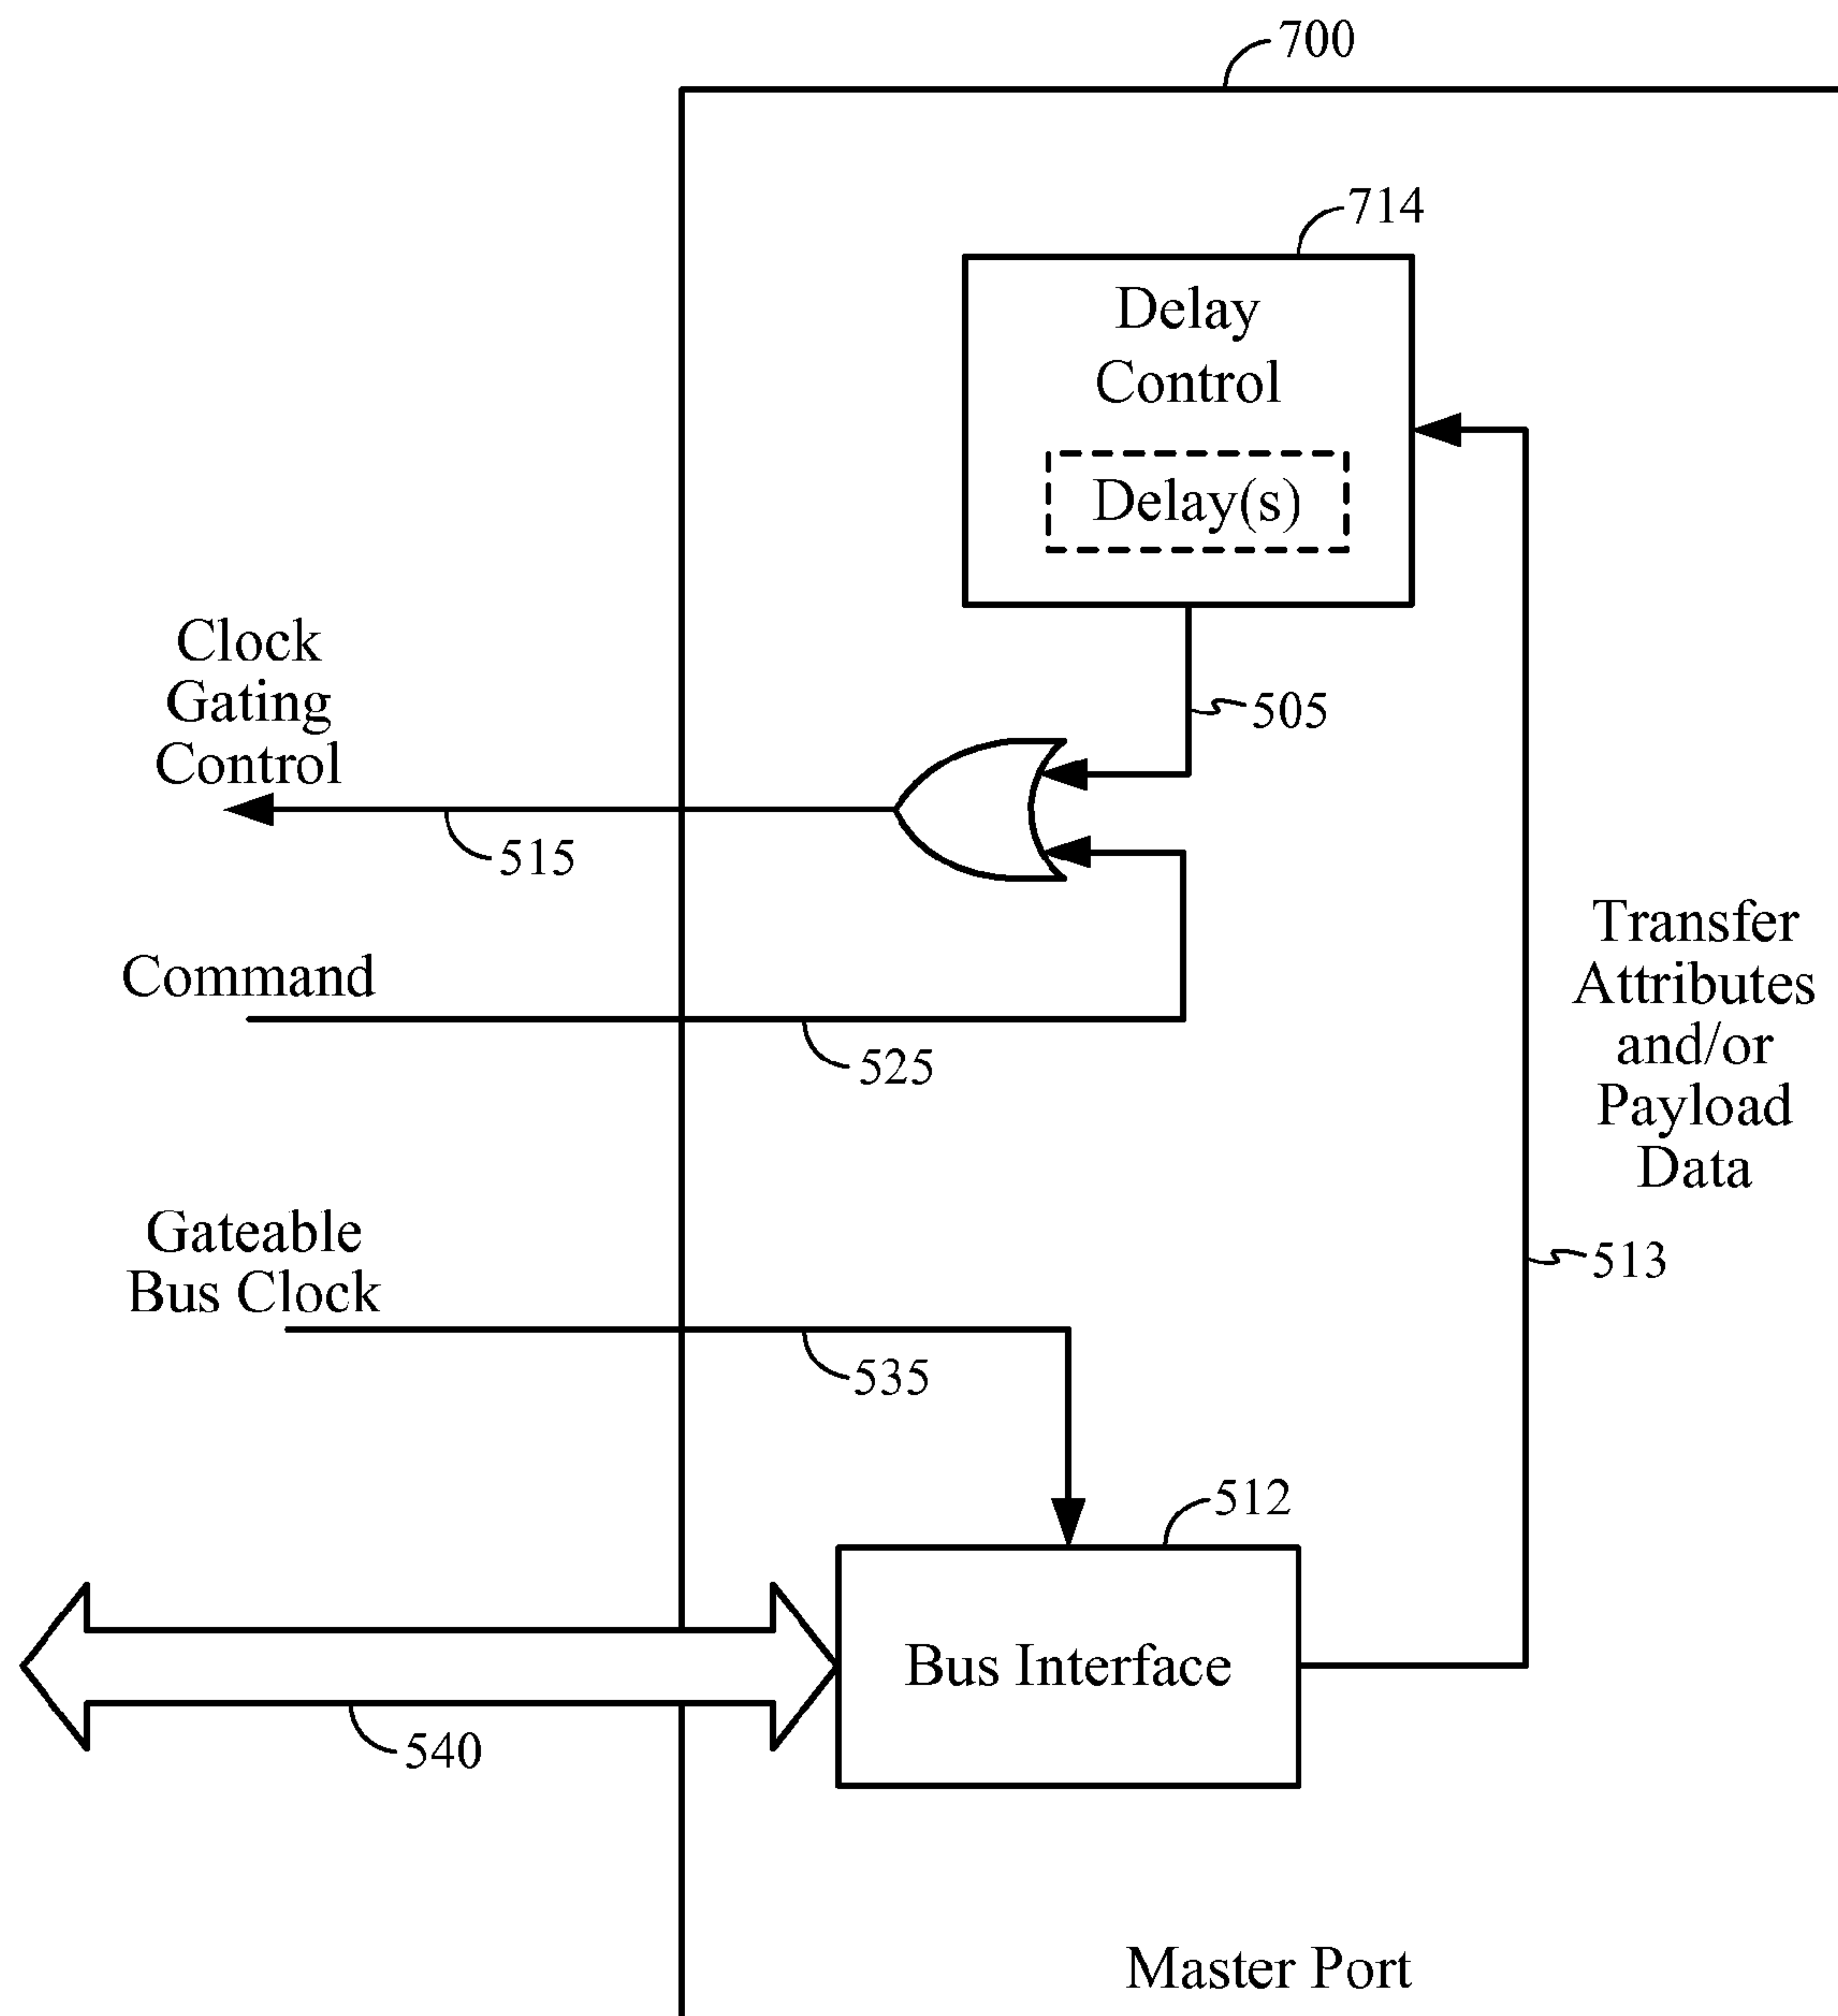 700
714
Delay
Control
Delay(s)
Clock
Gating
Control
505
515
Command
525
Transfer
Attributes
and/or
Payload
Data
Gateable
Bus Clock
513
535
512
Bus Interface
540
Master Port